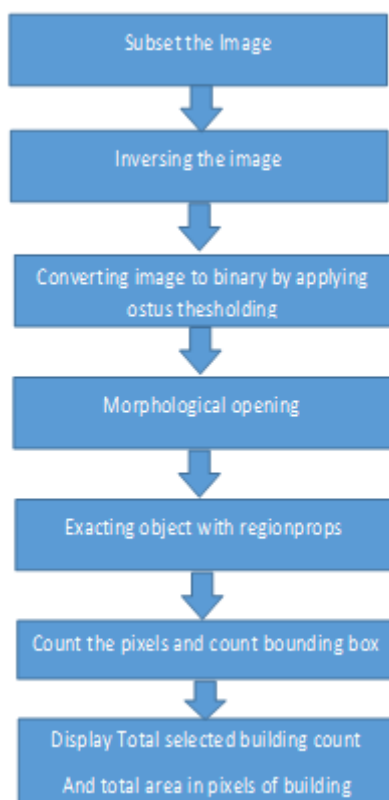 Subset the Image
Inversing the image
Converting image to binary by applying
ostus thesholding
Morphological opening
Exacting object with regionprops
Count the pixels and count bounding box
Display Total selected building count
And total area in pixels of building